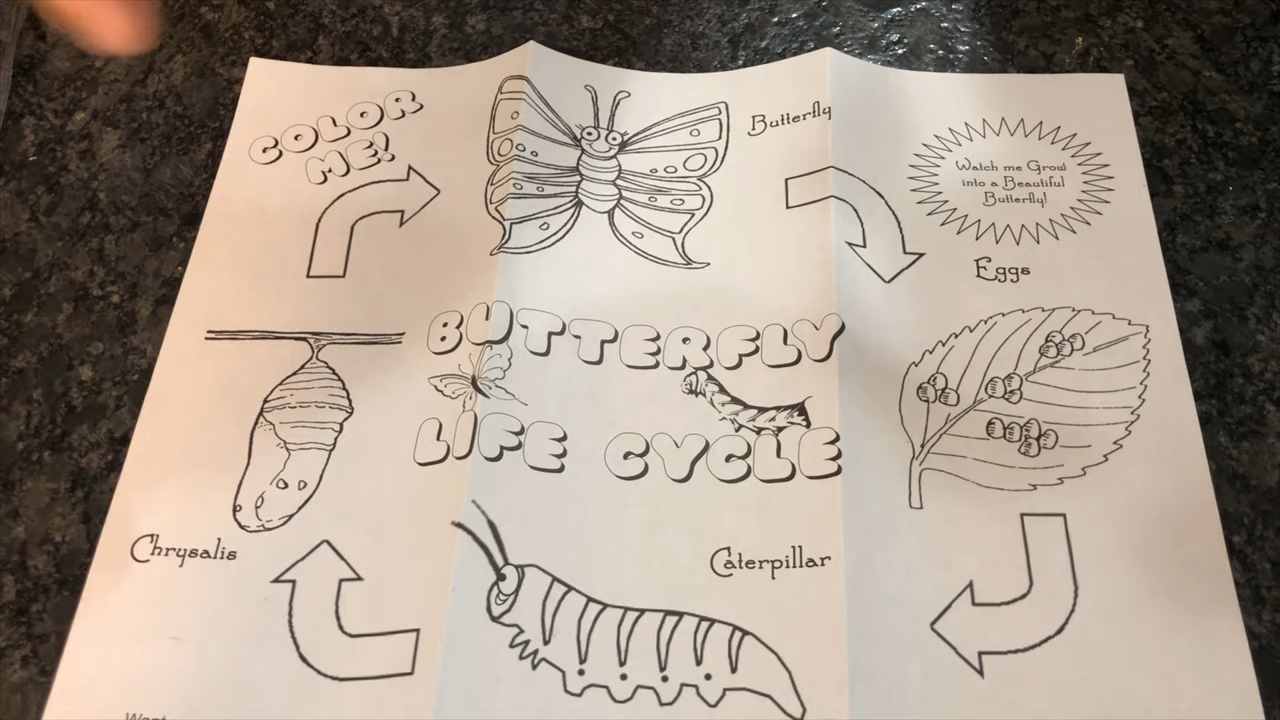 COLOR
ME!
Butterfly
Watch me Grow
into a Beautiful
Butterfly!
Eggs
BUTTERFLY
LIFE CYCLE
Chrysalis
Caterpillar